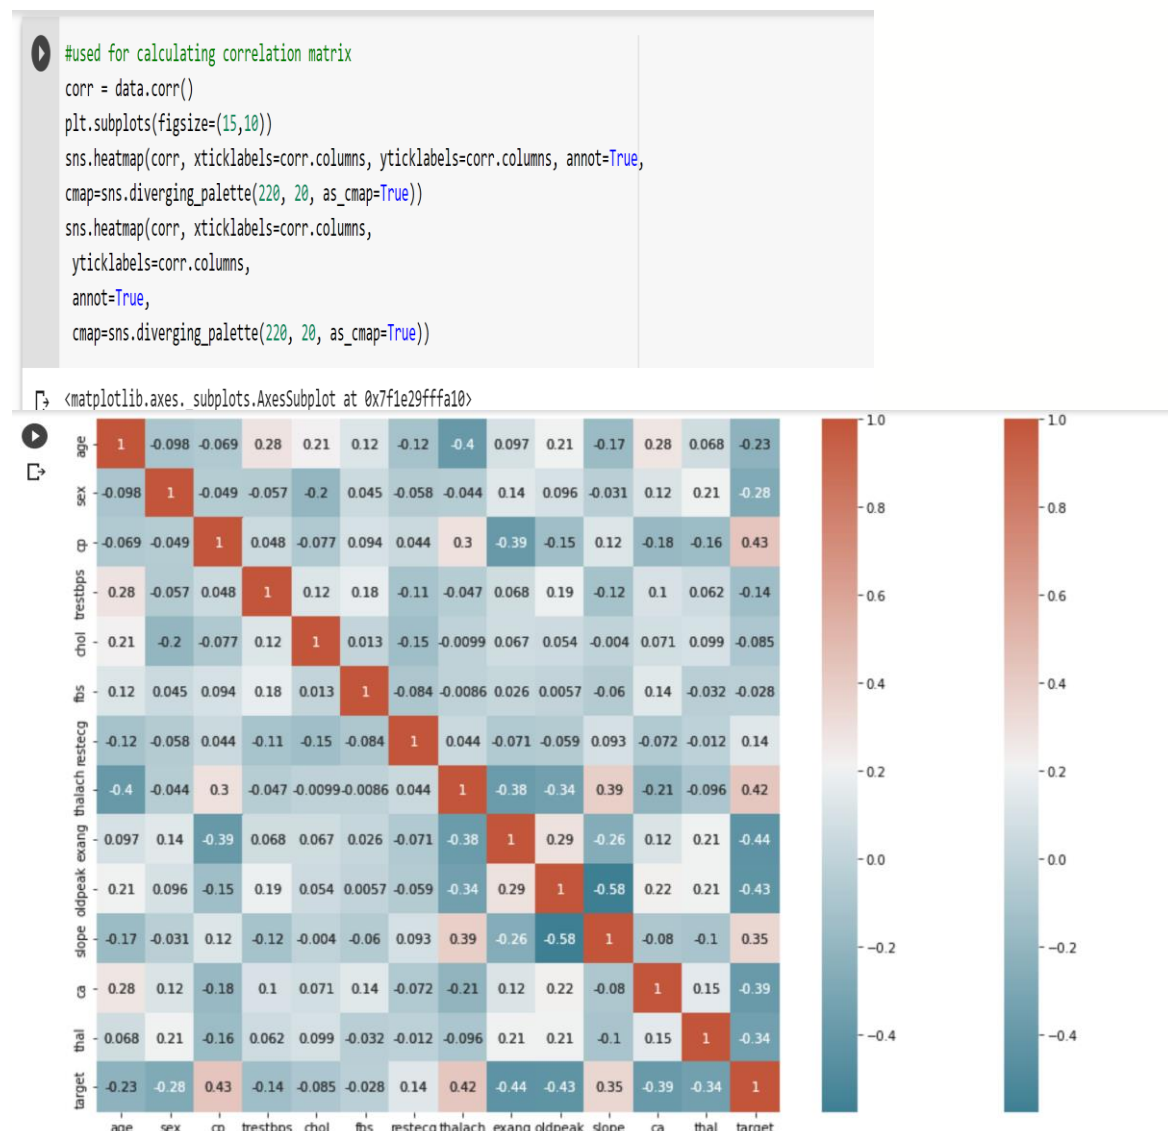 #used for calculating correlation matrix
corr = data.corr()
plt.subplots(figsize=(15,10))
sns.heatmap(corr, xticklabels=corr.columns, yticklabels=corr.columns, annot=True,
cmap=sns.diverging_palette(220, 20, as_cmap=True))
sns.heatmap(corr, xticklabels=corr.columns,
yticklabels=corr.columns,
annot=True,
cmap=sns.diverging_palette(220, 20, as_cmap=True))
<matplotlib.axes._subplots.AxesSubplot at 0x7f1e29fffa10>
age 1 -0.098 -0.069 0.28 0.21 0.12 -0.12 -0.4 0.097 0.21 -0.17 0.28 0.068 -0.23
sex -0.098 1 -0.049 -0.057 -0.2 0.045 -0.058 -0.044 0.14 0.096 -0.031 0.12 0.21 -0.28
cp -0.069 -0.049 1 0.048 -0.077 0.094 0.044 0.3 -0.39 -0.15 0.12 -0.18 -0.16 0.43
trestbps 0.28 -0.057 0.048 1 0.12 0.18 -0.11 -0.047 0.068 0.19 -0.12 0.1 0.062 -0.14
chol 0.21 -0.2 -0.077 0.12 1 0.013 -0.15 -0.0099 0.067 0.054 -0.004 0.071 0.099 -0.085
fbs 0.12 0.045 0.094 0.18 0.013 1 -0.084 -0.0086 0.026 0.0057 -0.06 0.14 -0.032 -0.028
restecg -0.12 -0.058 0.044 -0.11 -0.15 -0.084 1 0.044 -0.071 -0.059 0.093 -0.072 -0.012 0.14
thalach -0.4 -0.044 0.3 -0.047 -0.0099 -0.0086 0.044 1 -0.38 -0.34 0.39 -0.21 -0.096 0.42
exang 0.097 0.14 -0.39 0.068 0.067 0.026 -0.071 -0.38 1 0.29 -0.26 0.12 0.21 -0.44
oldpeak 0.21 0.096 -0.15 0.19 0.054 0.0057 -0.059 -0.34 0.29 1 -0.58 0.22 0.21 -0.43
slope -0.17 -0.031 0.12 -0.12 -0.004 -0.06 0.093 0.39 -0.26 -0.58 1 -0.08 -0.1 0.35
ca 0.28 0.12 -0.18 0.1 0.071 0.14 -0.072 -0.21 0.12 0.22 -0.08 1 0.15 -0.39
thal 0.068 0.21 -0.16 0.062 0.099 -0.032 -0.012 -0.096 0.21 0.21 -0.1 0.15 1 -0.34
target -0.23 -0.28 0.43 -0.14 -0.085 -0.028 0.14 0.42 -0.44 -0.43 0.35 -0.39 -0.34 1
age sex cp trestbps chol fbs restecg thalach exang oldpeak slope ca thal target
1.0
0.8
0.6
0.4
0.2
0.0
−0.2
−0.4
1.0
0.8
0.6
0.4
0.2
0.0
−0.2
−0.4